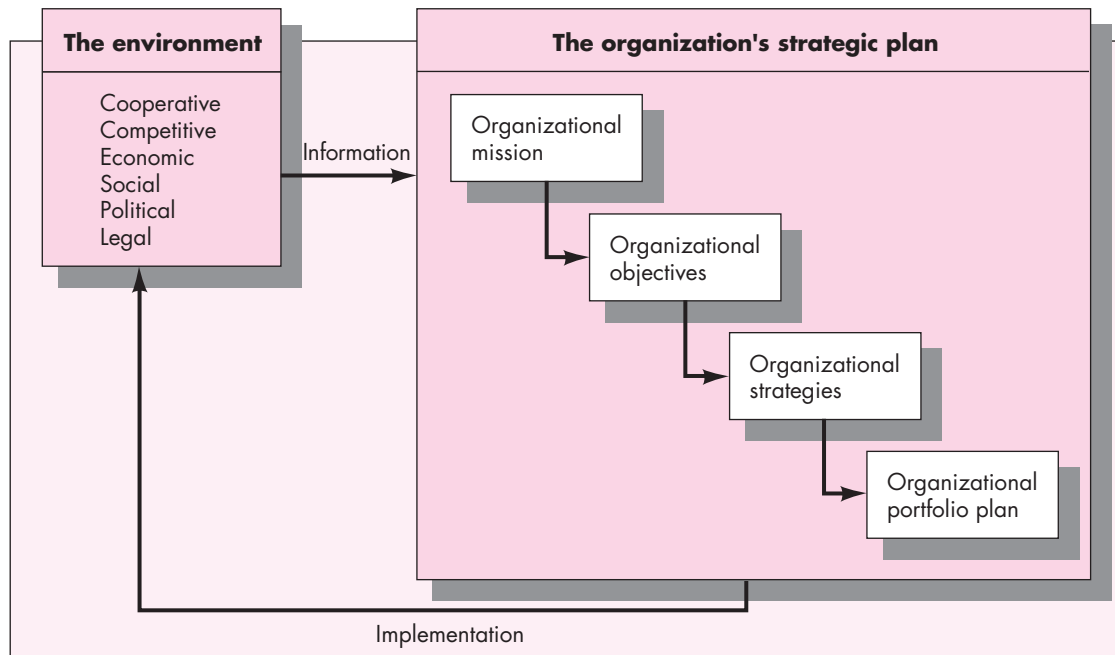 The environment
Cooperative
Competitive
Economic
Social
Political
Legal
Information
The organization's strategic plan
Organizational
mission
Organizational
objectives
Organizational
strategies
Organizational
portfolio plan
Implementation